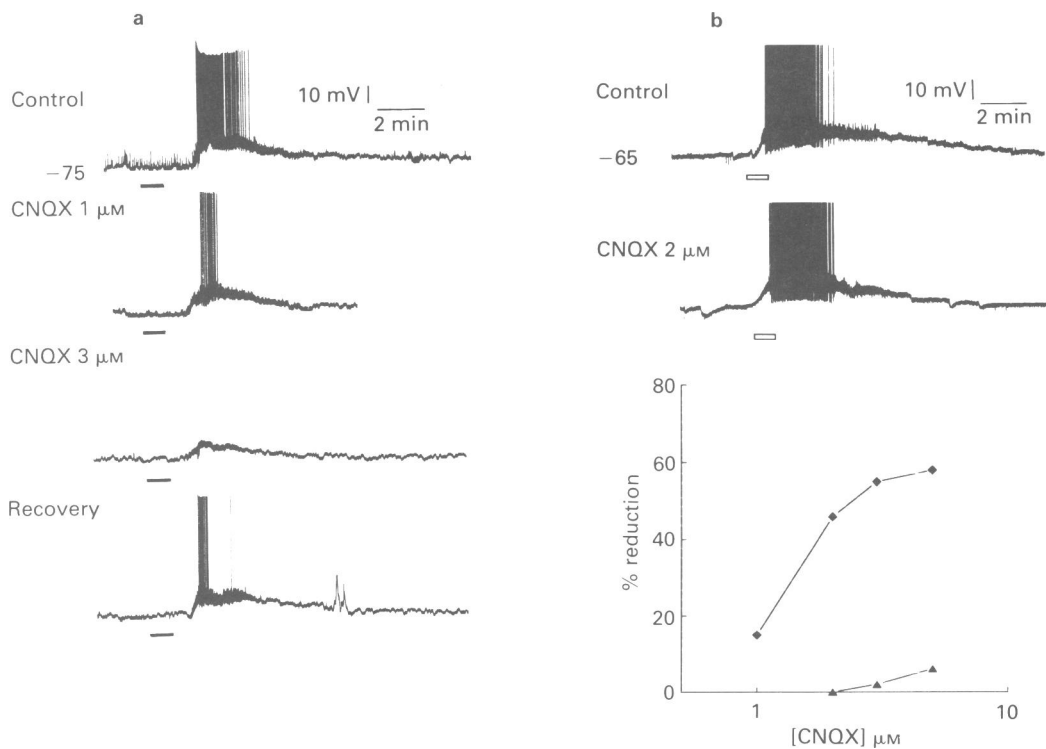 a
Control
10 mV
2 min
−75
CNQX 1 μM
CNQX 3 μM
Recovery
b
Control
10 mV
2 min
−65
CNQX 2 μM
80
60
40
20
0
% reduction
1
10
[CNQX] μM